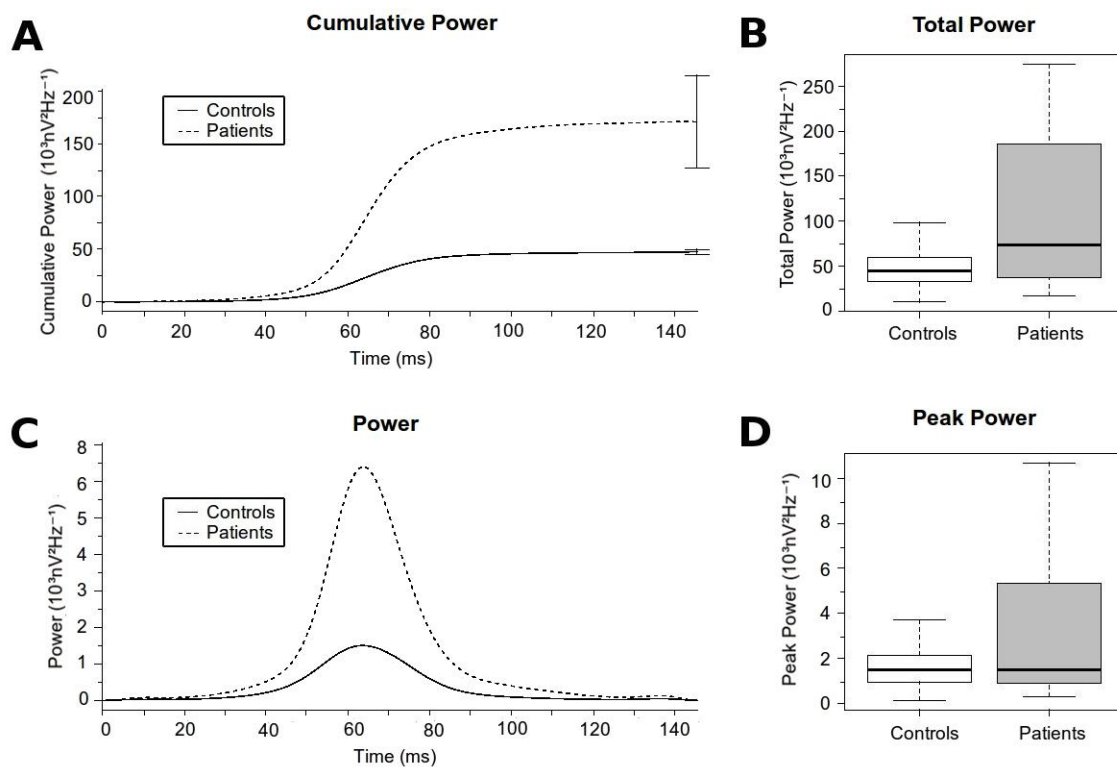 A
Cumulative Power
Cumulative Power (10³nV²Hz⁻¹)
200
150
100
50
0
Controls
Patients
0 20 40 60 80 100 120 140
Time (ms)
B
Total Power
Total Power (10³nV²Hz⁻¹)
250
200
150
100
50
0
Controls Patients
C
Power
Power (10³nV²Hz⁻¹)
8
6
5
4
3
2
1
0
Controls
Patients
0 20 40 60 80 100 120 140
Time (ms)
D
Peak Power
Peak Power (10³nV²Hz⁻¹)
10
8
6
4
2
0
Controls Patients